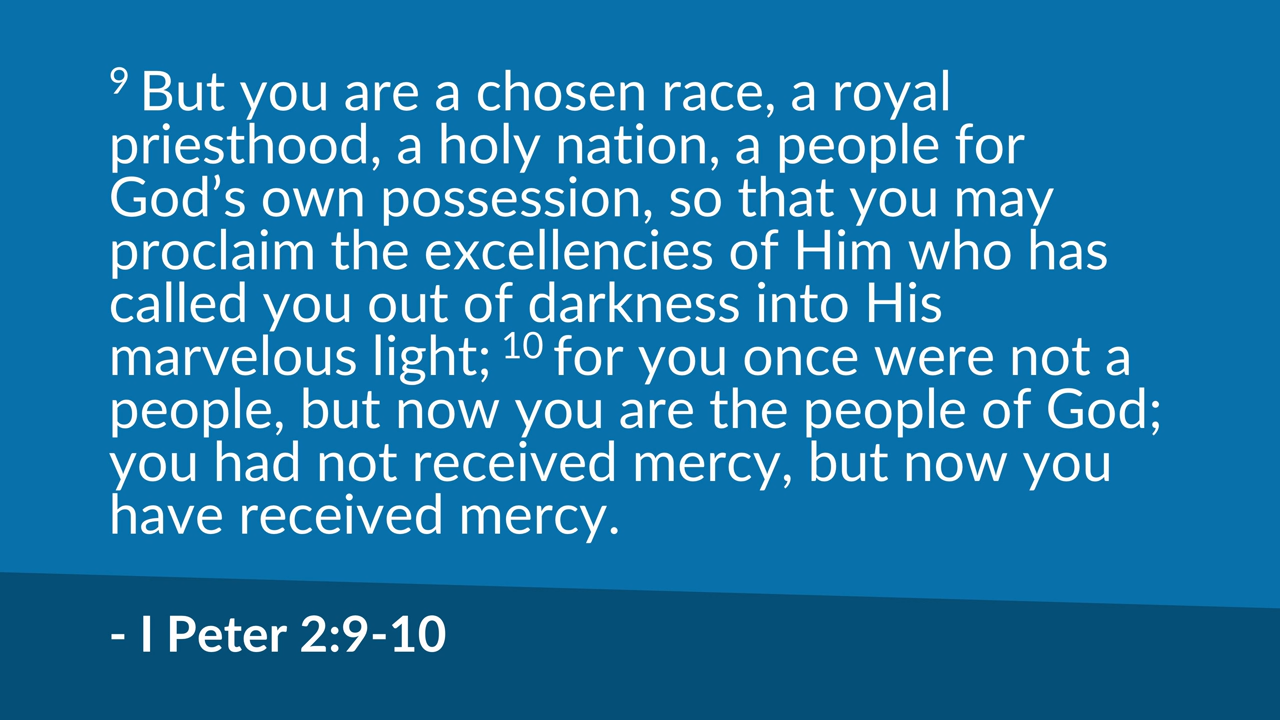 9 But you are a chosen race, a royal
priesthood, a holy nation, a people for
God’s own possession, so that you may
proclaim the excellencies of Him who has
called you out of darkness into His
marvelous light; 10 for you once were not a
people, but now you are the people of God;
you had not received mercy, but now you
have received mercy.
- I Peter 2:9-10